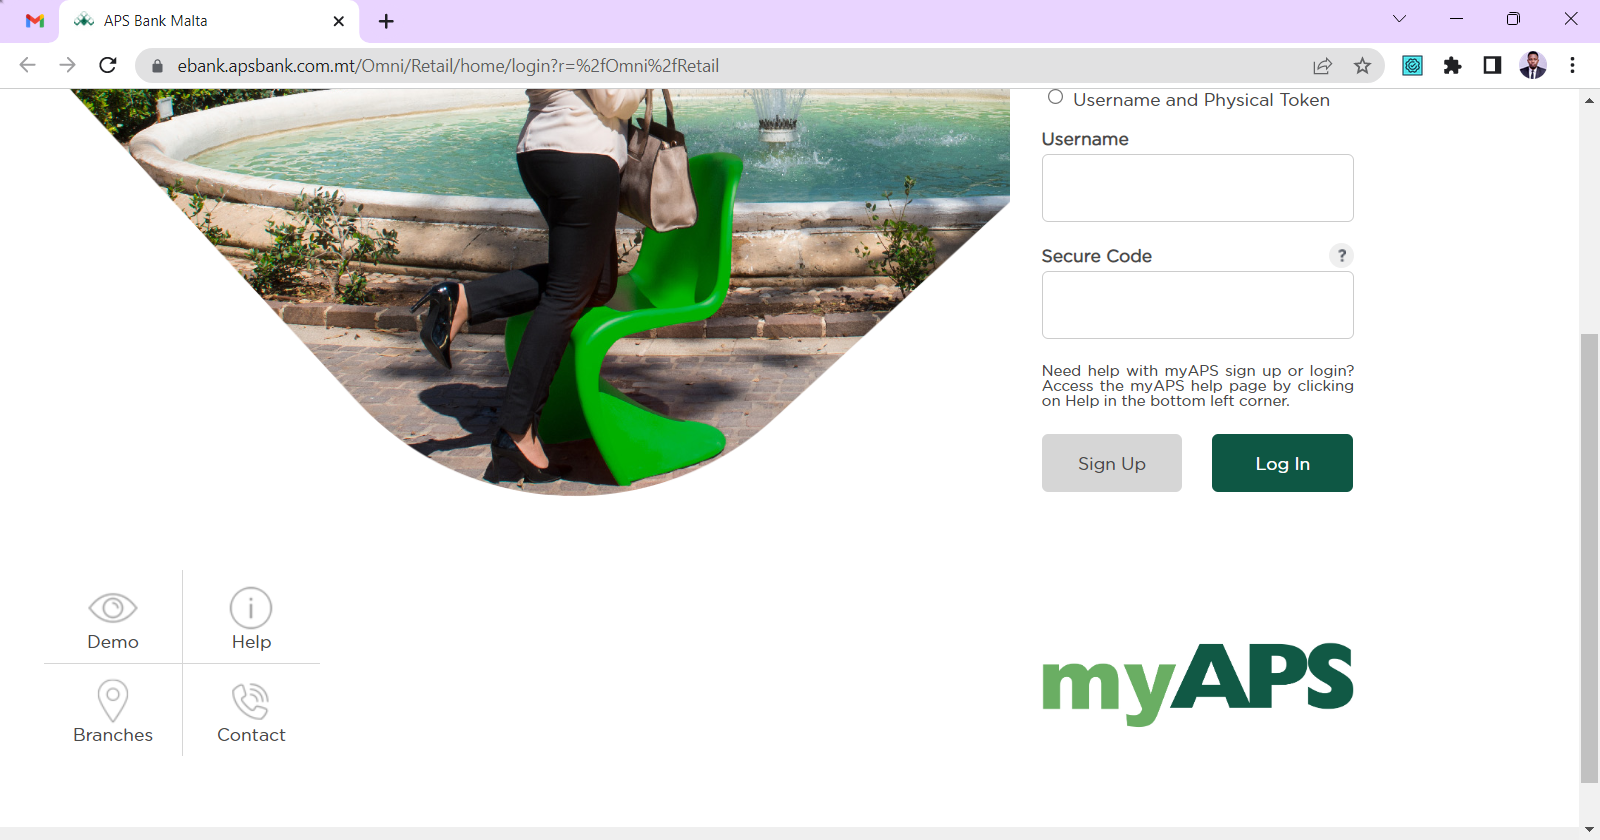 APS Bank Malta
ebank.apsbank.com.mt/Omni/Retail/home/login?r=%2fOmni%2fRetail
Username and Physical Token
Username
Secure Code ?
Need help with myAPS sign up or login?
Access the myAPS help page by clicking
on Help in the bottom left corner.
Sign Up Log In
Demo Help
Branches Contact
myAPS